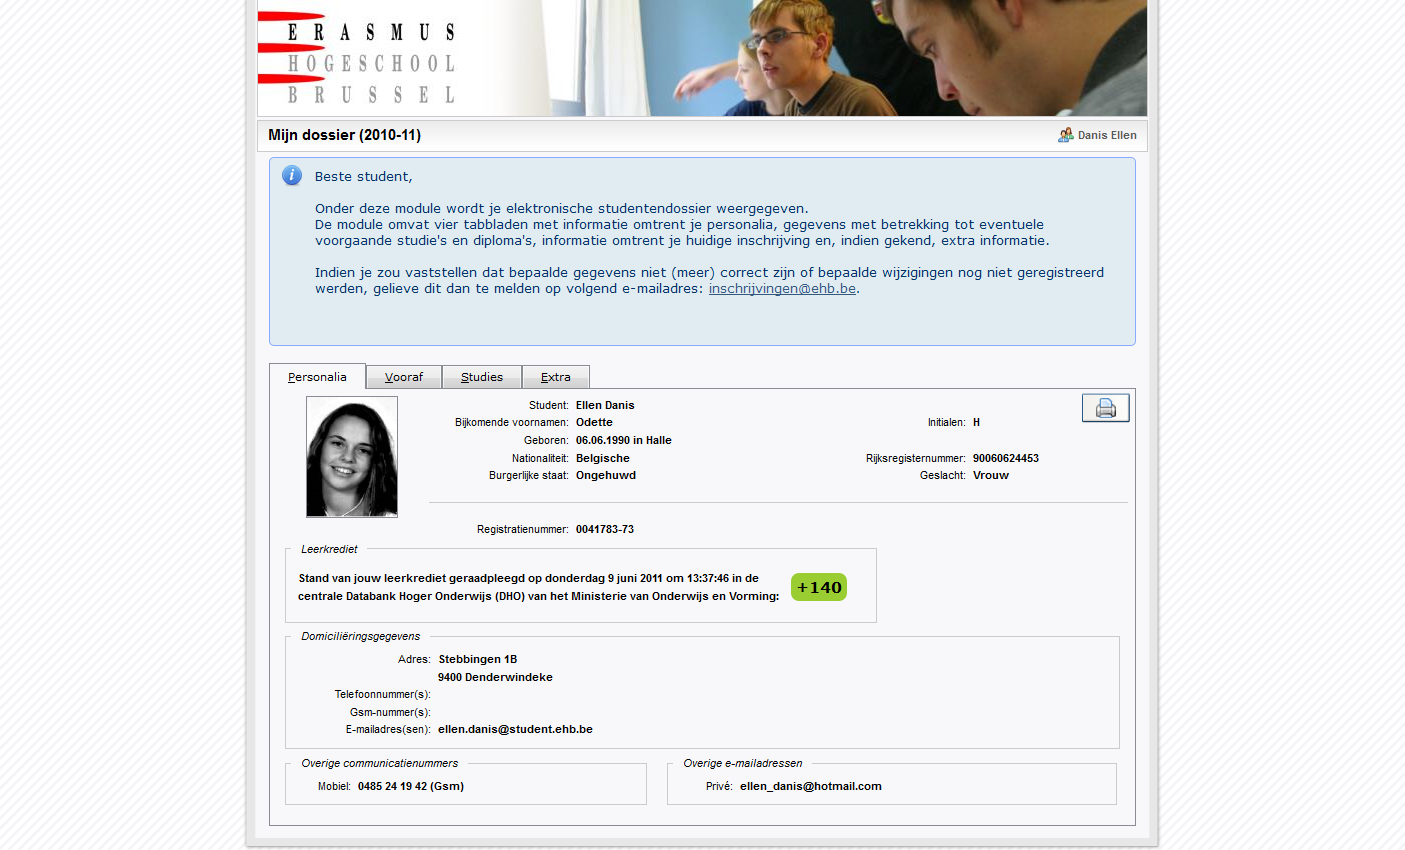 ERASMUS
HOGESCHOOL
BRUSSEL
Mijn dossier (2010-11)
Danis Ellen
Beste student,
Onder deze module wordt je elektronische studentendossier weergegeven.
De module omvat vier tabbladen met informatie omtrent je personalia, gegevens met betrekking tot eventuele
voorgaande studie's en diploma's, informatie omtrent je huidige inschrijving en, indien gekend, extra informatie.
Indien je zou vaststellen dat bepaalde gegevens niet (meer) correct zijn of bepaalde wijzigingen nog niet geregistreerd
werden, gelieve dit dan te melden op volgend e-mailadres: inschrijvingen@ehb.be.
Personalia Vooraf Studies Extra
Student: Ellen Danis
Bijkomende voornamen: Odette Initialen: H
Geboren: 06.06.1990 in Halle
Nationaliteit: Belgische Rijksregisternummer: 90060624453
Burgerlijke staat: Ongehuwd Geslacht: Vrouw
Registratienummer: 0041783-73
Leerkrediet
Stand van jouw leerkrediet geraadpleegd op donderdag 9 juni 2011 om 13:37:46 in de
centrale Databank Hoger Onderwijs (DHO) van het Ministerie van Onderwijs en Vorming: +140
Domiciliëringsgegevens
Adres: Stebbingen 1B
9400 Denderwindeke
Telefoonnummer(s):
Gsm-nummer(s):
E-mailadres(sen): ellen.danis@student.ehb.be
Overige communicatienummers Overige e-mailadressen
Mobiel: 0485 24 19 42 (Gsm) Privé: ellen_danis@hotmail.com